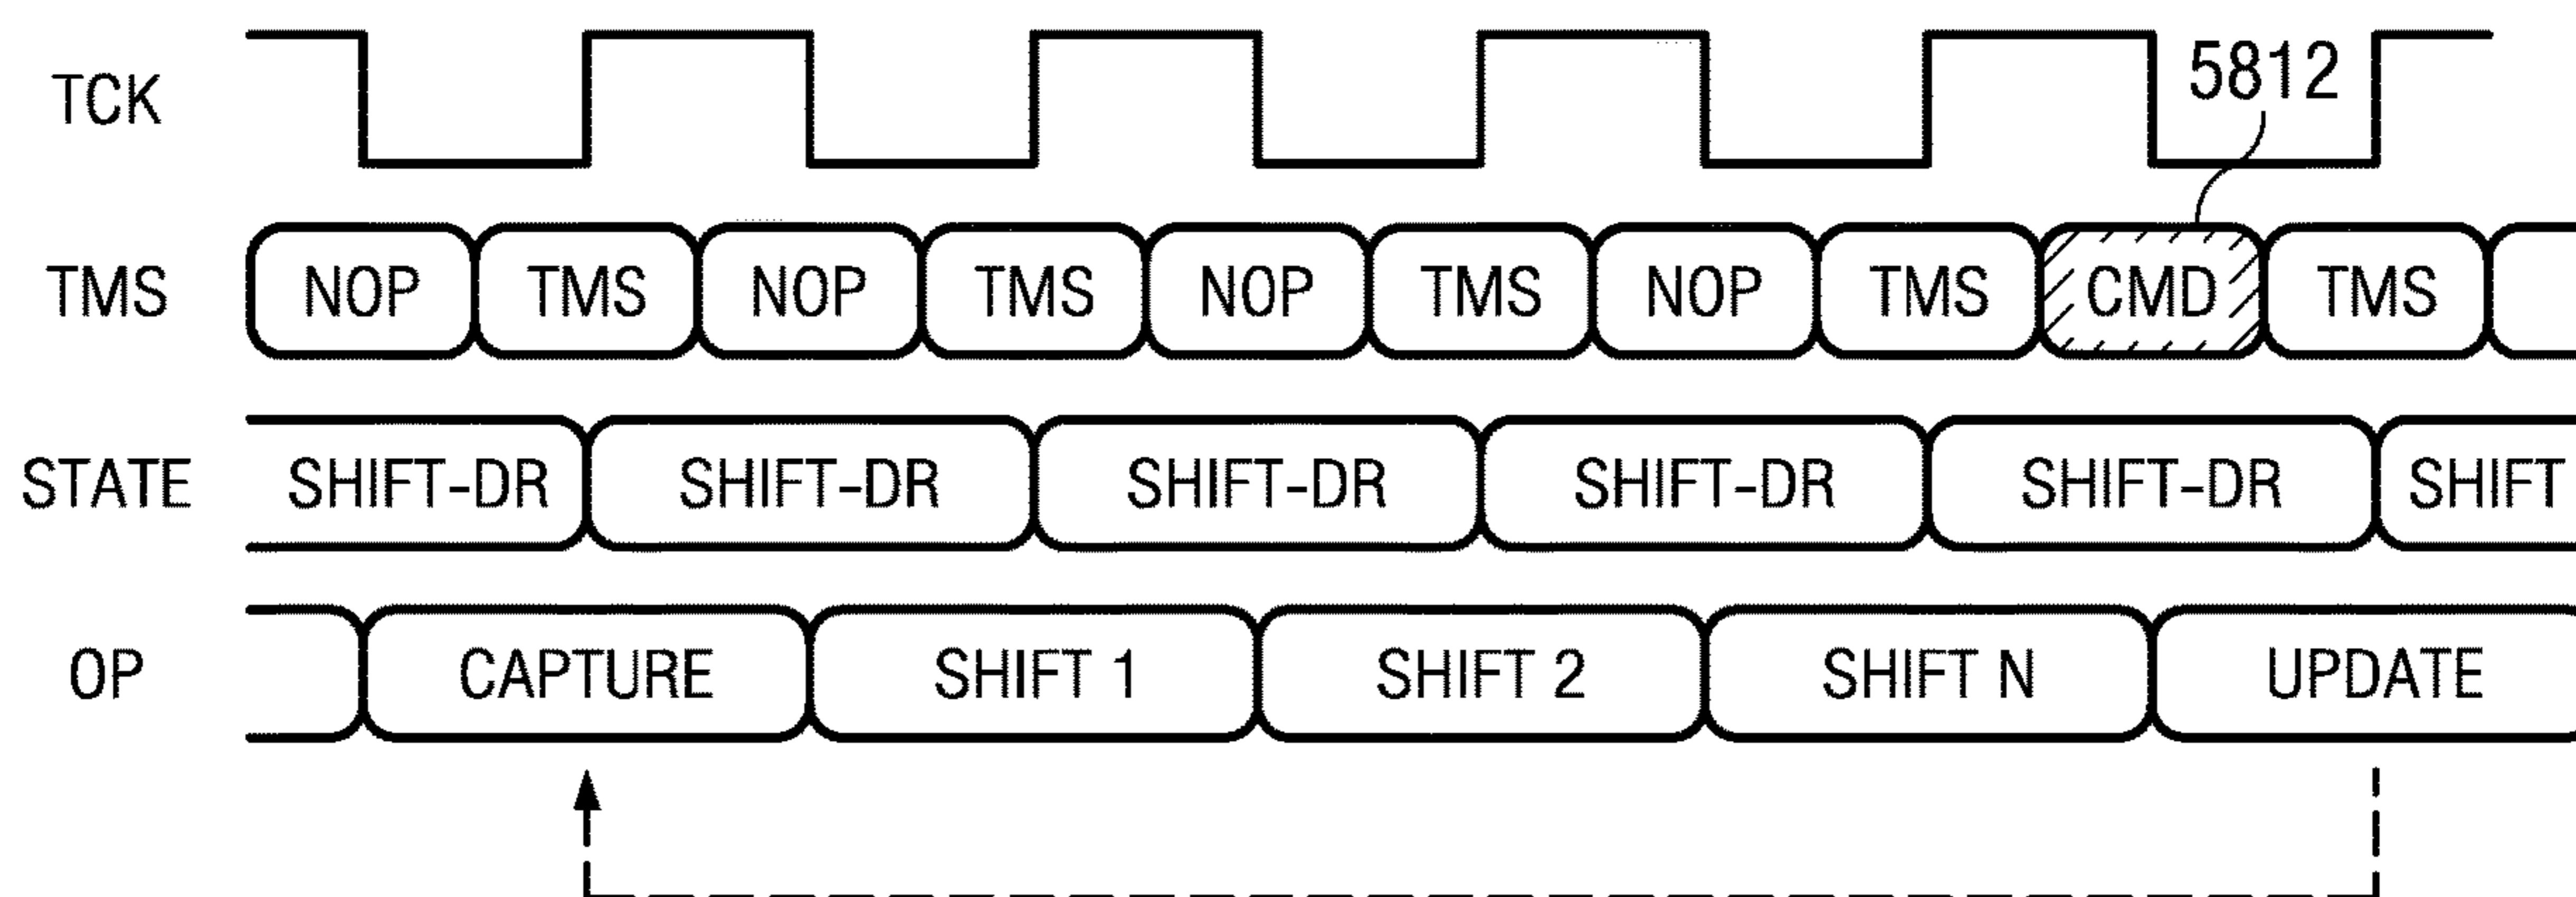 TCK 5812
TMS NOP TMS NOP TMS NOP TMS NOP TMS CMD TMS
STATE SHIFT-DR SHIFT-DR SHIFT-DR SHIFT-DR SHIFT-DR SHIFT
OP CAPTURE SHIFT 1 SHIFT 2 SHIFT N UPDATE